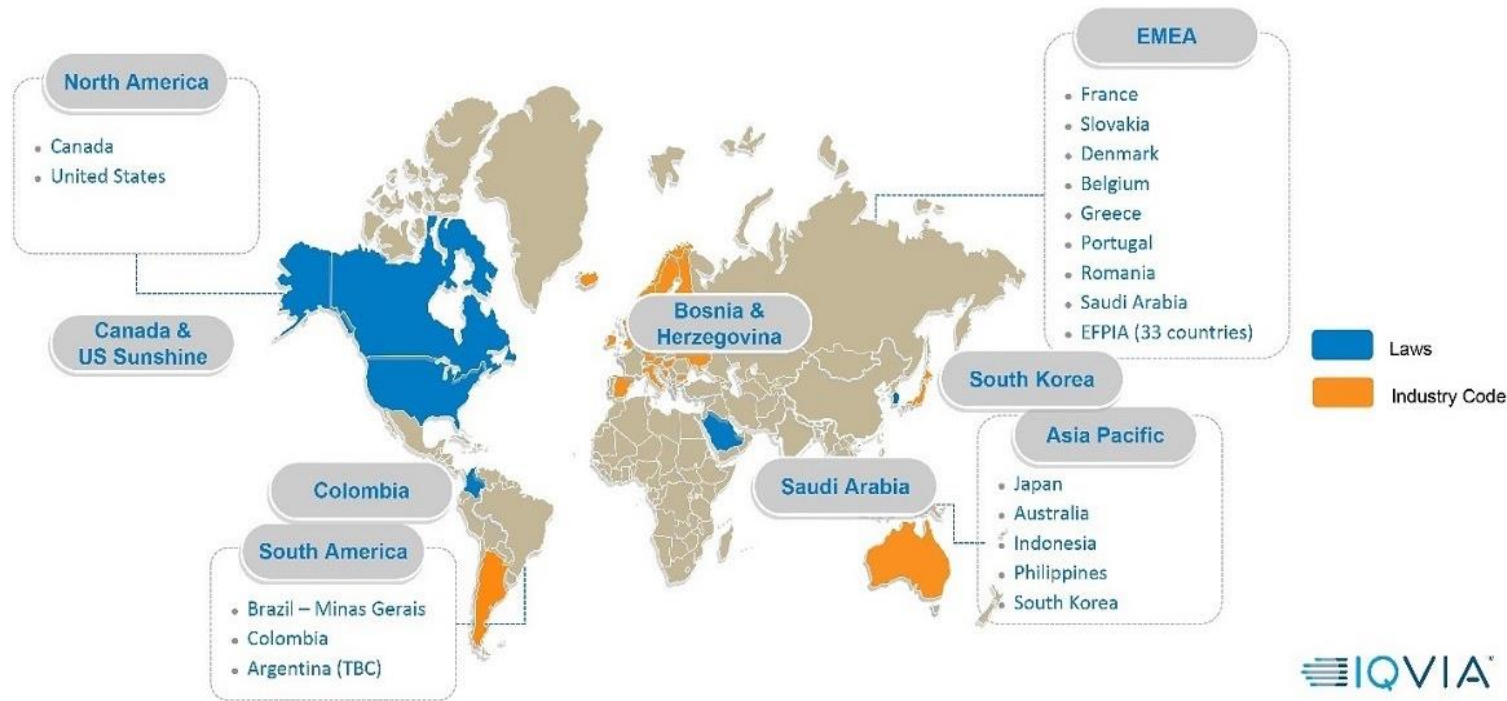 North America
Canada
United States
Canada &
US Sunshine
EMEA
France
Slovakia
Denmark
Belgium
Greece
Portugal
Romania
Saudi Arabia
EFPIA (33 countries)
Bosnia &
Herzegovina
Laws
Industry Code
South Korea
Asia Pacific
Japan
Australia
Indonesia
Philippines
South Korea
Saudi Arabia
Colombia
South America
Brazil – Minas Gerais
Colombia
Argentina (TBC)
IQVIA